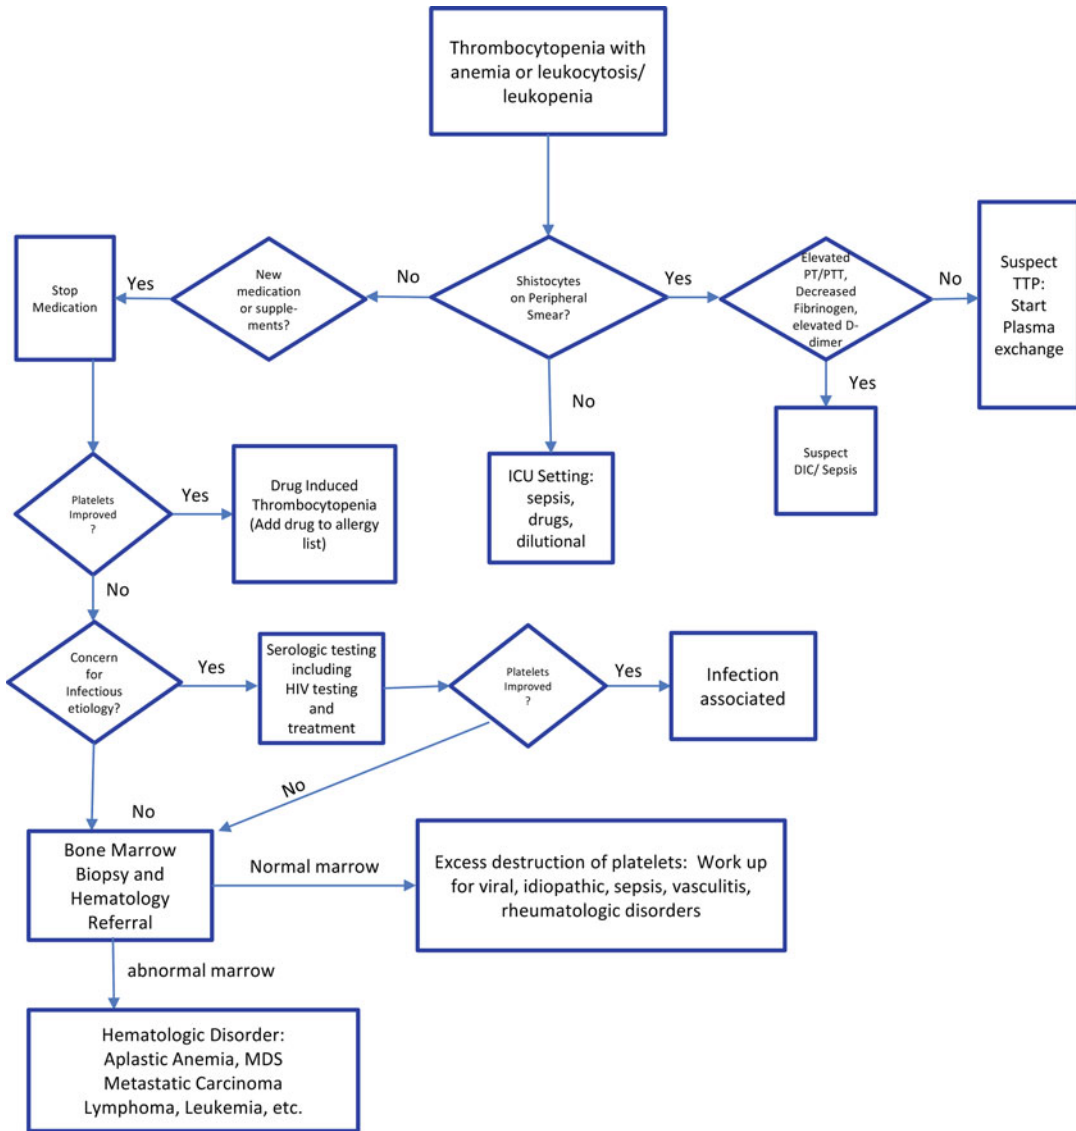 Thrombocytopenia with
anemia or leukocytosis/
leukopenia
Stop
Medication
Yes
New
medication
or supple-
ments?
No
Shistocytes
on Peripheral
Smear?
Yes
Elevated
PT/PTT,
Decreased
Fibrinogen,
elevated D-
dimer
No
Suspect
TTP:
Start
Plasma
exchange
Yes
Suspect
DIC/ Sepsis
No
ICU Setting:
sepsis,
drugs,
dilutional
Platelets
Improved
?
Yes
Drug Induced
Thrombocytopenia
(Add drug to allergy
list)
No
Concern
for
Infectious
etiology?
Yes
Serologic testing
including
HIV testing
and
treatment
Platelets
Improved
?
Yes
Infection
associated
No
No
Bone Marrow
Biopsy and
Hematology
Referral
Normal marrow
Excess destruction of platelets:  Work up
for viral, idiopathic, sepsis, vasculitis,
rheumatologic disorders
abnormal marrow
Hematologic Disorder:
Aplastic Anemia, MDS
Metastatic Carcinoma
Lymphoma, Leukemia, etc.